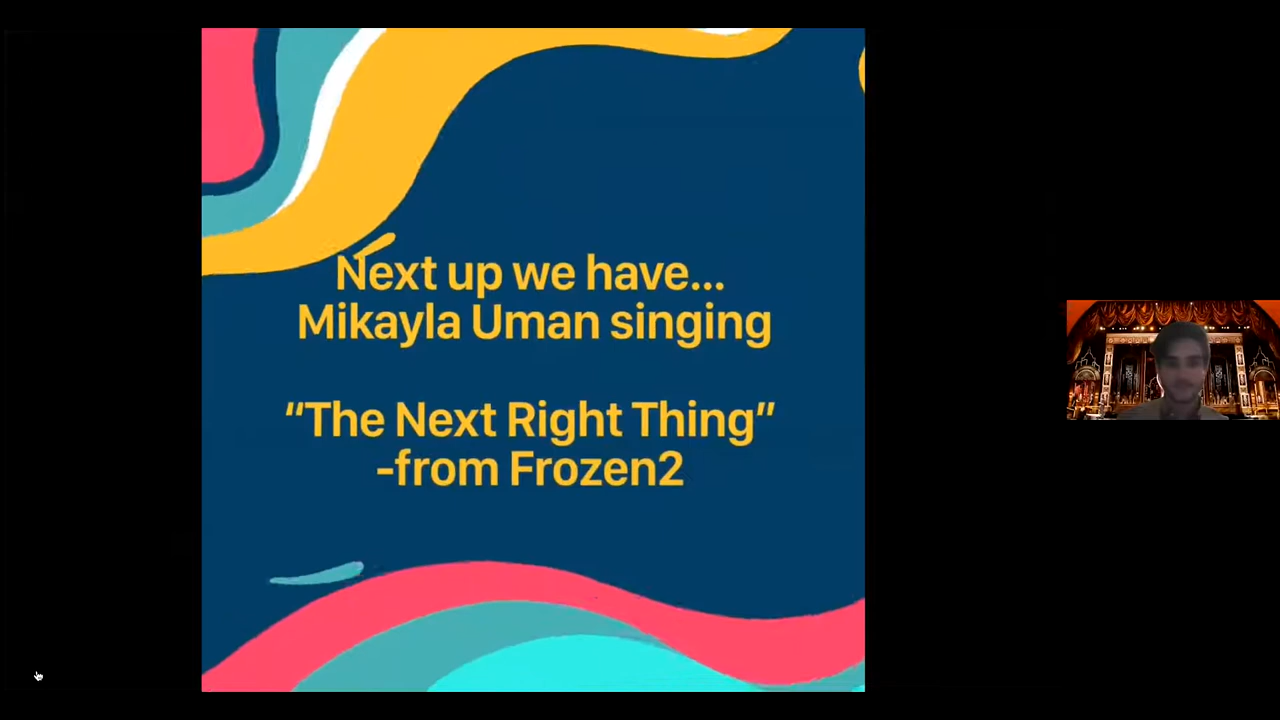 Next up we have...
Mikayla Uman singing
“The Next Right Thing”
-from Frozen2